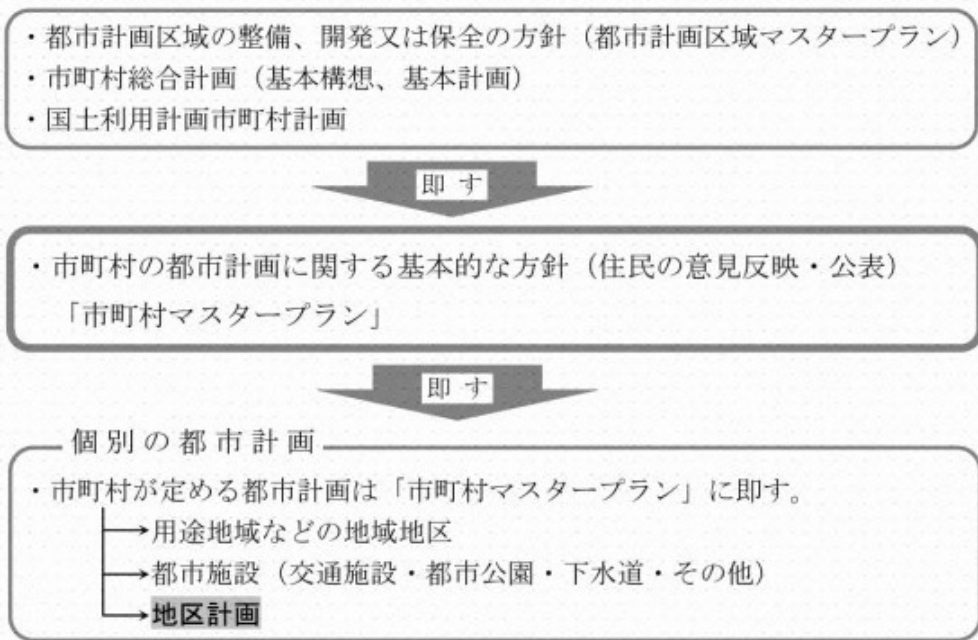 ・都市計画区域の整備、開発又は保全の方針（都市計画区域マスタープラン）
・市町村総合計画（基本構想、基本計画）
・国土利用計画市町村計画
即 す
・市町村の都市計画に関する基本的な方針（住民の意見反映・公表）
「市町村マスタープラン」
即 す
個 別 の 都 市 計 画
・市町村が定める都市計画は「市町村マスタープラン」に即す。
用途地域などの地域地区
都市施設（交通施設・都市公園・下水道・その他）
地区計画